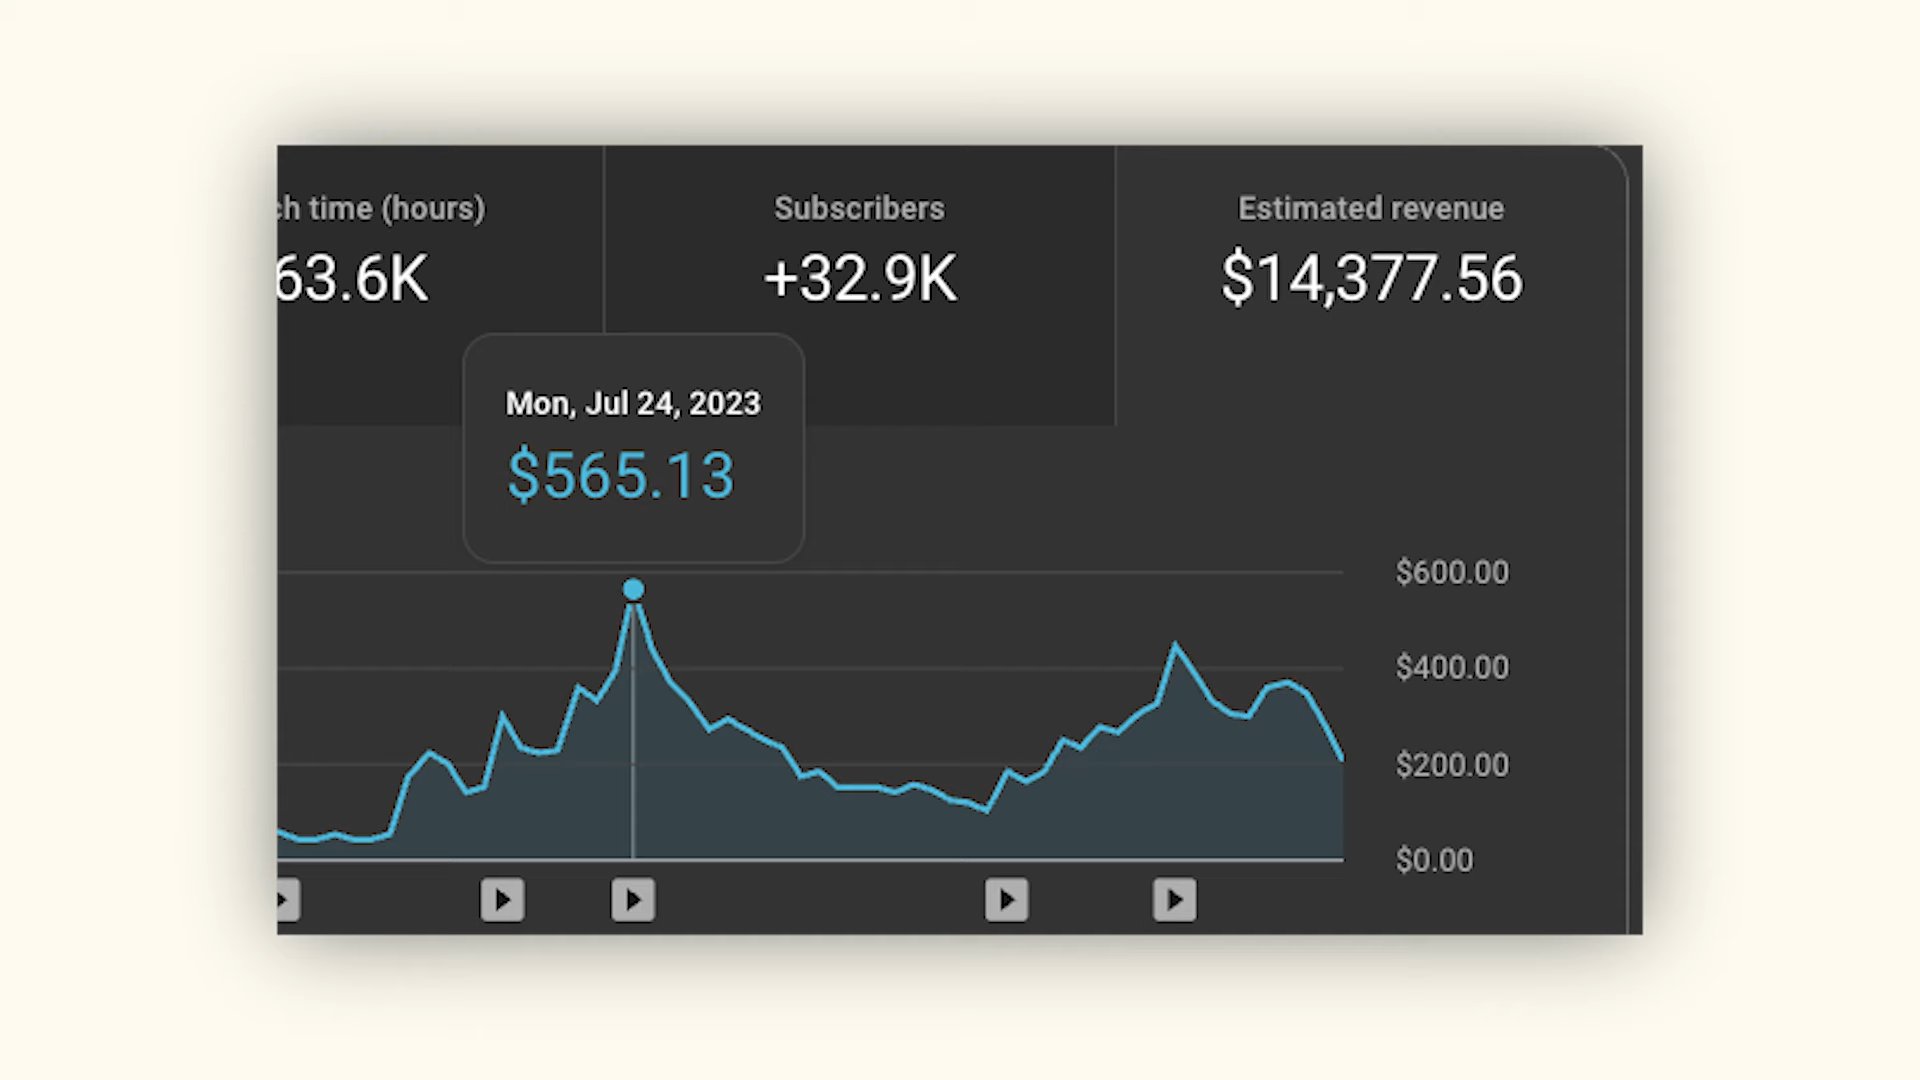 ch time (hours)
63.6K
Subscribers
+32.9K
Estimated revenue
$14,377.56
Mon, Jul 24, 2023
$565.13
$600.00
$400.00
$200.00
$0.00